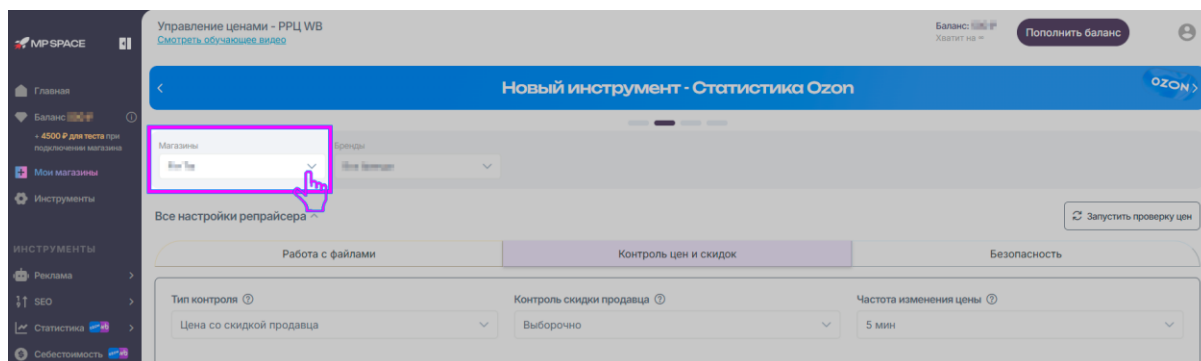 Управление ценами - РРЦ WB
Смотреть обучающее видео
Баланс:
Хватит на ∞
Пополнить баланс
MP SPACE
Новый инструмент - Статистика Ozon
OZON
Главная
Баланс
+ 4500 ₽ для теста при
подключении магазина
Мои магазины
Инструменты
ИНСТРУМЕНТЫ
Реклама
SEO
Статистика
Себестоимость
Магазины
Бренды
Все настройки репрайсера
Запустить проверку цен
Работа с файлами
Контроль цен и скидок
Безопасность
Тип контроля
Контроль скидки продавца
Частота изменения цены
Цена со скидкой продавца
Выборочно
5 мин